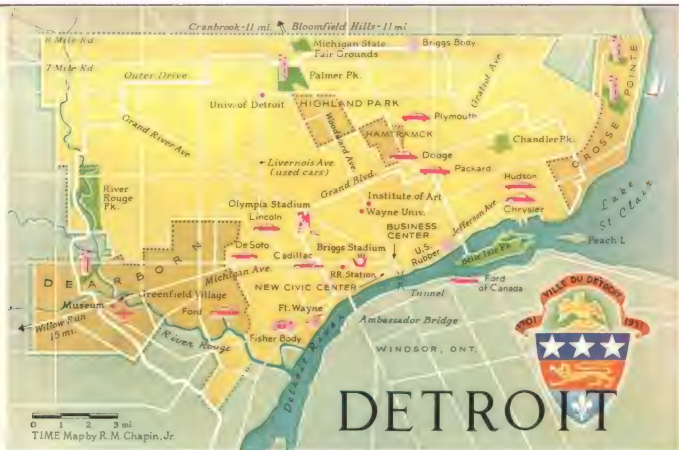 Cranbrook-11 mi.
Bloomfield Hills-11 mi
8 Mile Rd
Michigan State
Fair Grounds
Briggs Body
7 Mile Rd.
Outer Drive
Palmer Pk.
Gratiot Ave
Univ. of Detroit
HIGHLAND PARK
Plymouth
GROSSE POINTE
Grand River Ave
Woodward Ave
HAMTRAMCK
Chandler Pk.
Livernois Ave.
(used cars)
Dodge
Packard
Hudson
Grand Blvd.
River
Rouge
Pk.
Institute of Art
Wayne Univ.
Chrysler
Lake
St Clair
Olympia Stadium
Lincoln
BUSINESS
CENTER
Jefferson Ave
U.S.
Rubber
Peach I.
De Soto
Cadillac
Briggs Stadium
Belle Isle Pk
DEARBORN
Michigan Ave.
R.R. Station
Ford
of Canada
Greenfield Village
NEW CIVIC CENTER
Tunnel
Museum
Ford
Ft. Wayne
Willow Run
15 mi.
Ambassador Bridge
River Rouge
Fisher Body
Detroit River
WINDSOR, ONT.
VILLE DU DETROIT
1701
1951
DETROIT
0 1 2 3 mi
TIME Map by R.M. Chapin, Jr.